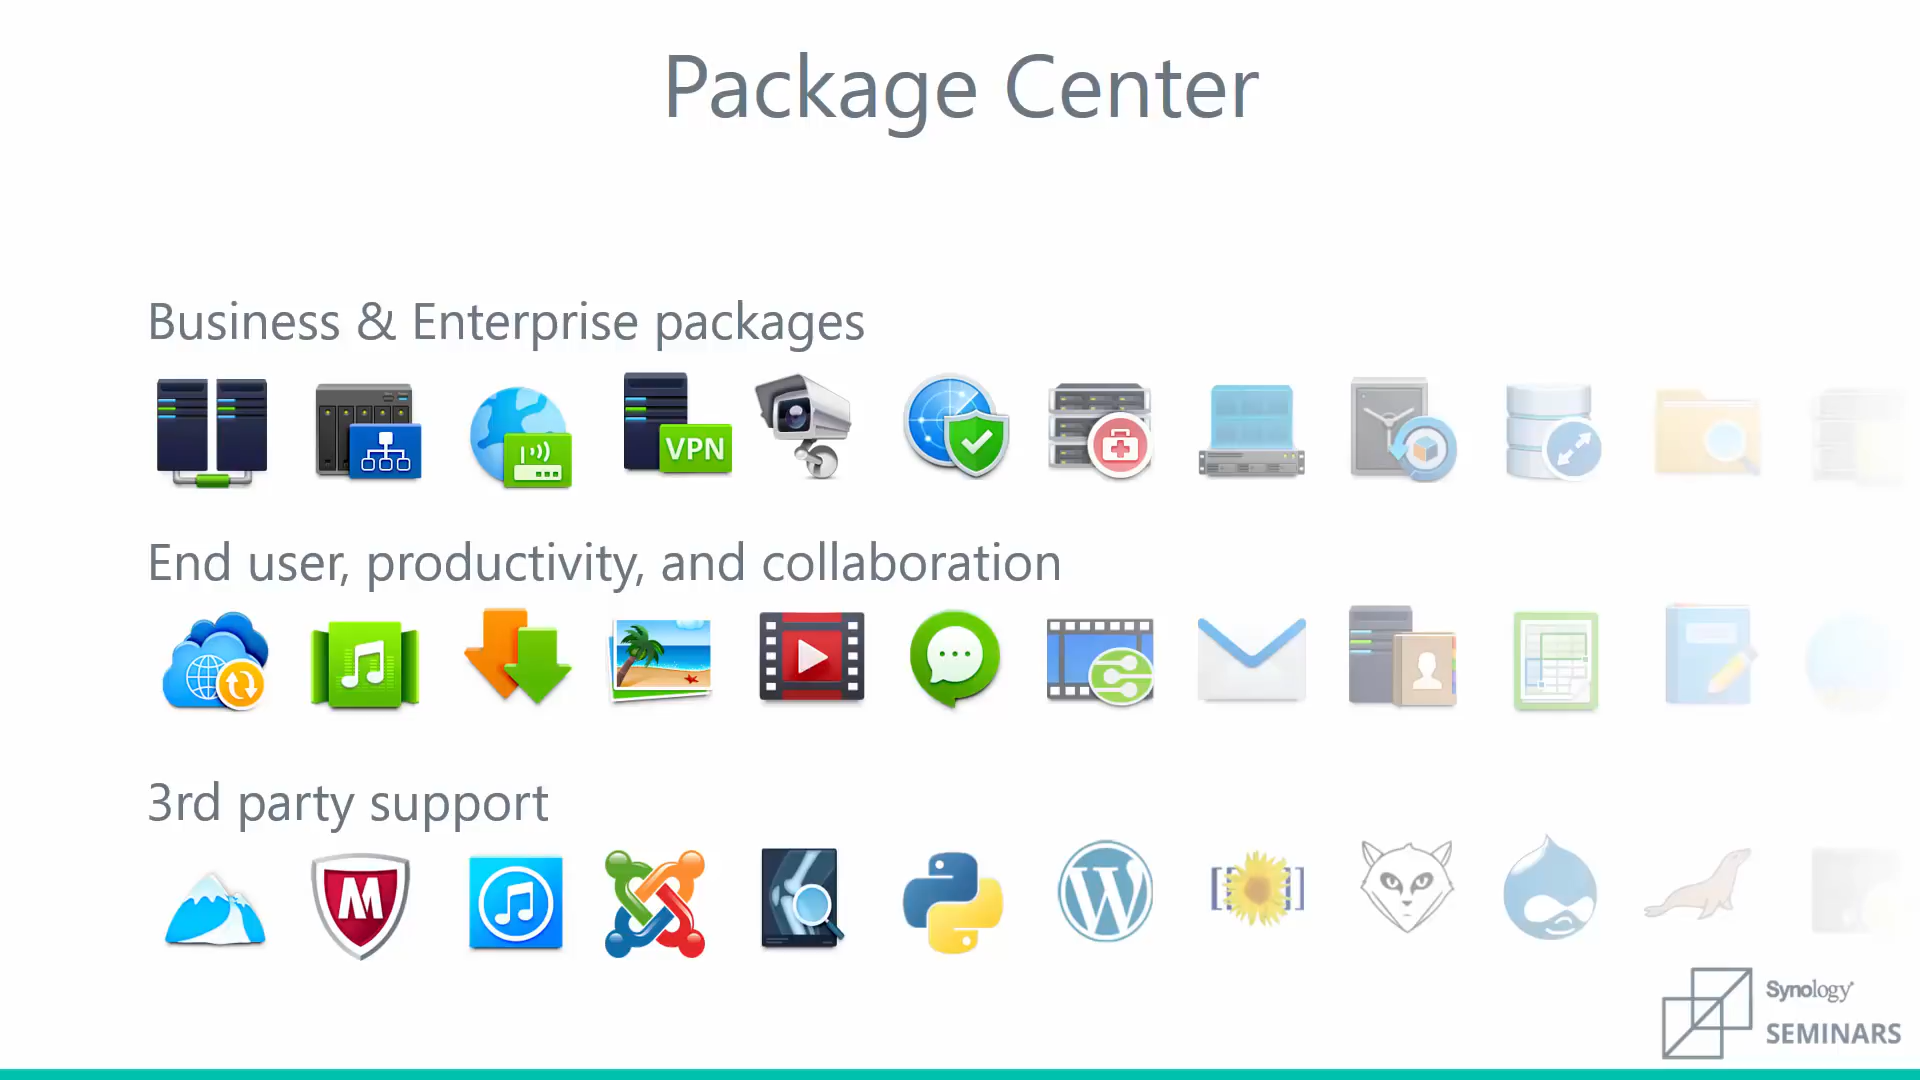 Package Center
Business & Enterprise packages
VPN
End user, productivity, and collaboration
3rd party support
M
W
[ ]
Synology
SEMINARS